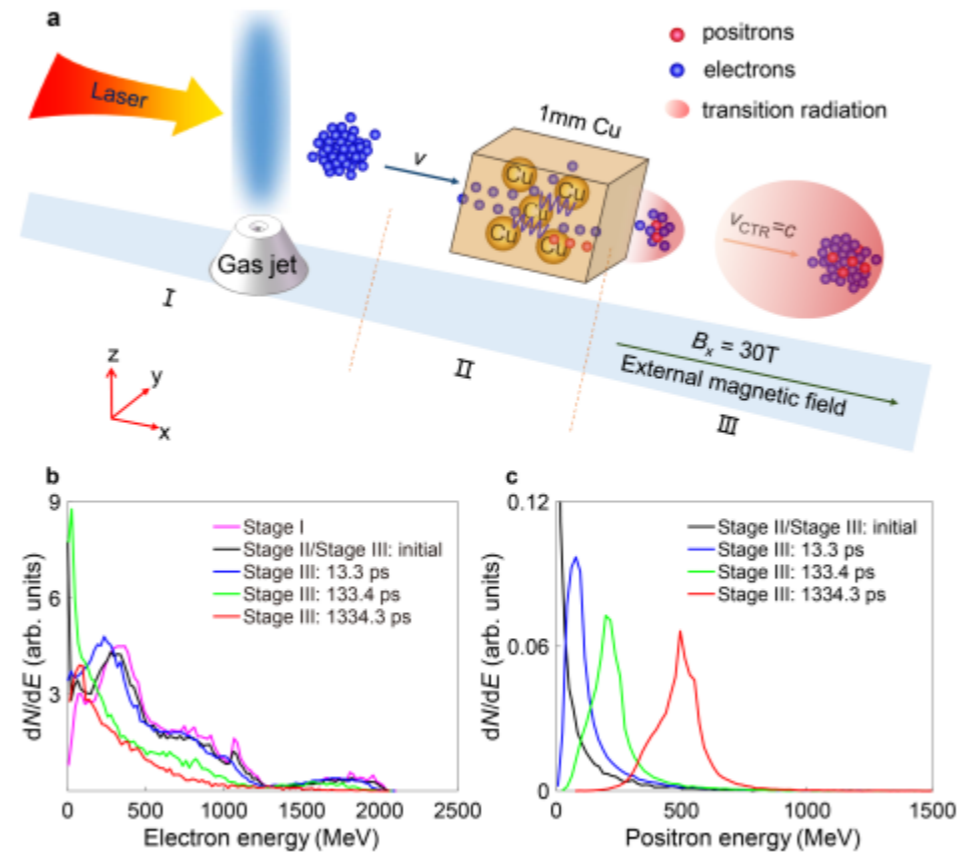 a
positrons
electrons
transition radiation
Laser
1mm Cu
v
Cu
Cu
Cu
Cu
Cu
v_CTR=c
Gas jet
I
II
III
B_x = 30T
External magnetic field
z
y
x
b
9
6
3
0
500
1000
1500
2000
2500
dN/dE (arb. units)
Electron energy (MeV)
Stage I
Stage II/Stage III: initial
Stage III: 13.3 ps
Stage III: 133.4 ps
Stage III: 1334.3 ps
c
0.12
0.06
0
0
500
1000
1500
dN/dE (arb. units)
Positron energy (MeV)
Stage II/Stage III: initial
Stage III: 13.3 ps
Stage III: 133.4 ps
Stage III: 1334.3 ps